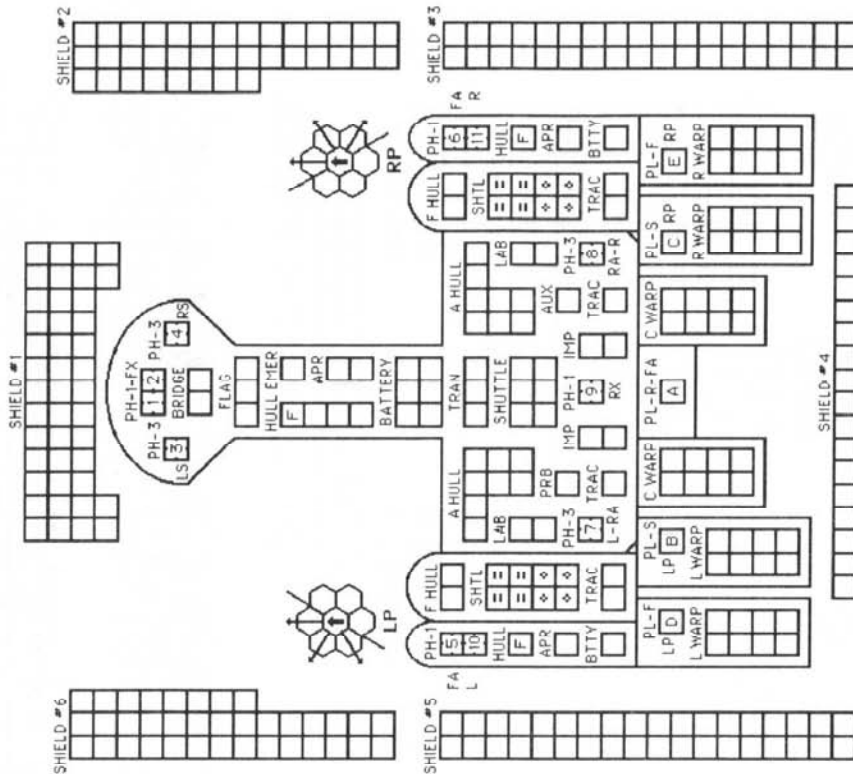 SHIELD #1
SHIELD #2
SHIELD #3
SHIELD #4
SHIELD #5
SHIELD #6
PH-1-FX
1 2
PH-3
3
LS
PH-3
4
RS
BRIDGE
FLAG
HULL EMER
F
APR
BATTERY
TRAN
SHUTTLE
IMP
PH-1
9
RX
IMP
PL-R-FA
A
A HULL
LAB
PRB
PH-3
7
L-RA
TRAC
C WARP
A HULL
LAB
AUX
PH-3
8
RA-R
TRAC
C WARP
LP
RP
F HULL
SHTL
= =
= =
TRAC
PL-S
LP B
L WARP
PH-1
5
10
FA
L
HULL
F
APR
BTTY
PL-F
LP D
L WARP
F HULL
SHTL
= =
= =
TRAC
PL-S
C RP
R WARP
PH-1
6
11
FA
R
HULL
F
APR
BTTY
PL-F
E RP
R WARP